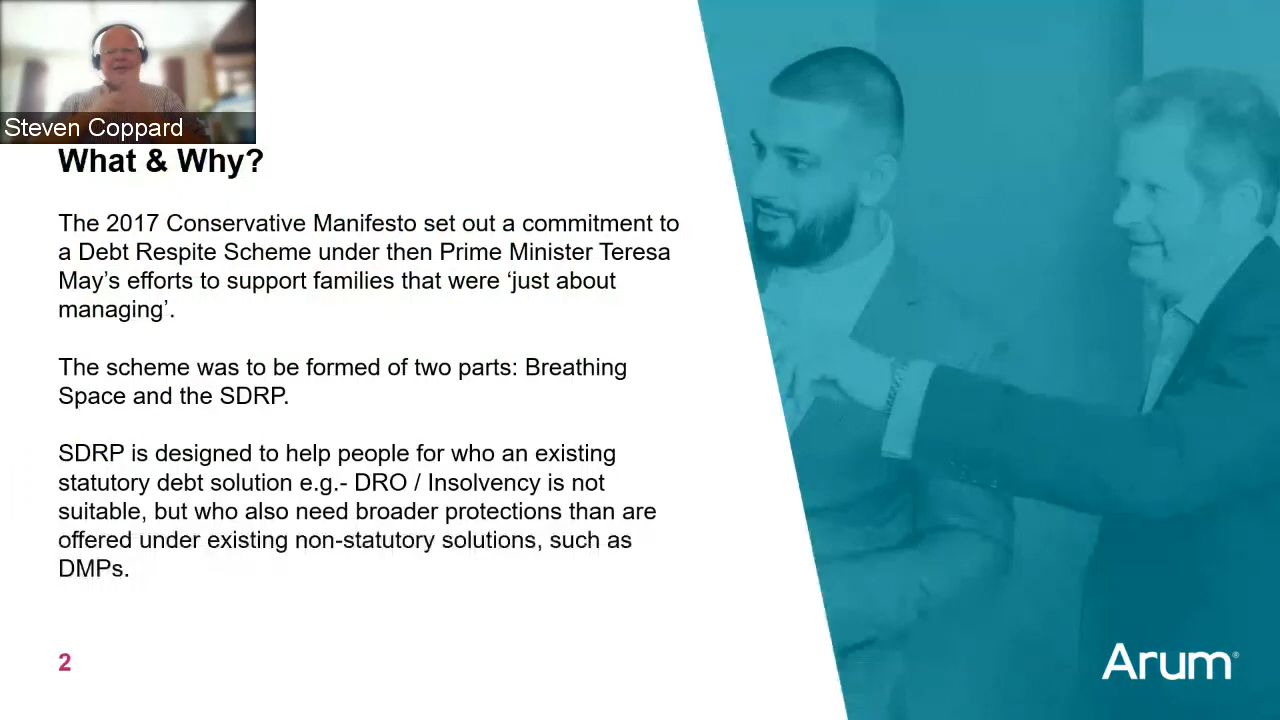 Steven Coppard
What & Why?
The 2017 Conservative Manifesto set out a commitment to
a Debt Respite Scheme under then Prime Minister Teresa
May’s efforts to support families that were ‘just about
managing’.
The scheme was to be formed of two parts: Breathing
Space and the SDRP.
SDRP is designed to help people for who an existing
statutory debt solution e.g.- DRO / Insolvency is not
suitable, but who also need broader protections than are
offered under existing non-statutory solutions, such as
DMPs.
2
Arum®